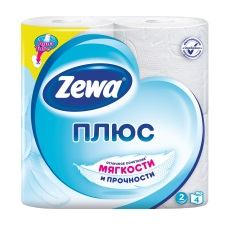 Zewa
ПЛЮС
ОТЛИЧНОЕ СОЧЕТАНИЕ
МЯГКОСТИ
И ПРОЧНОСТИ
2
4